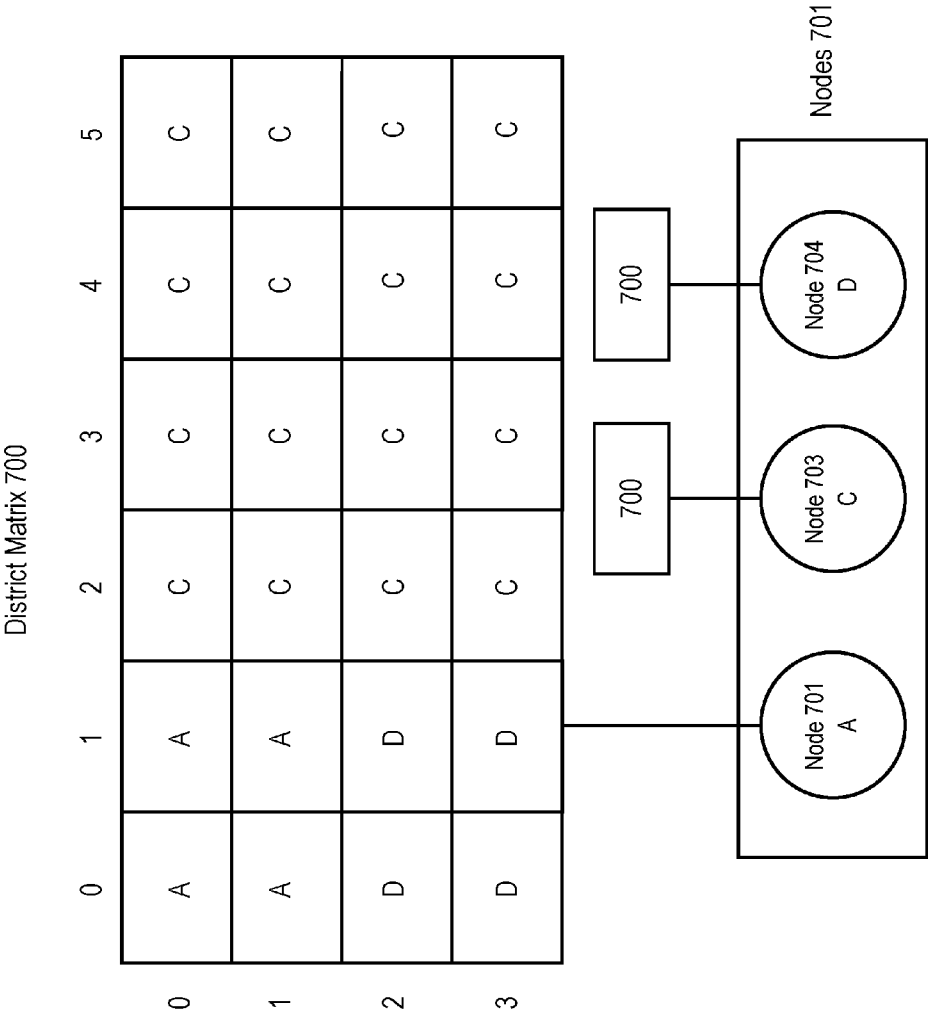 District Matrix 700
0 1 2 3 4 5
0 A A C C C C
1 A A C C C C
2 D D C C C C
3 D D C C C C
700 700
Node 701 Node 703 Node 704
A C D
Nodes 701